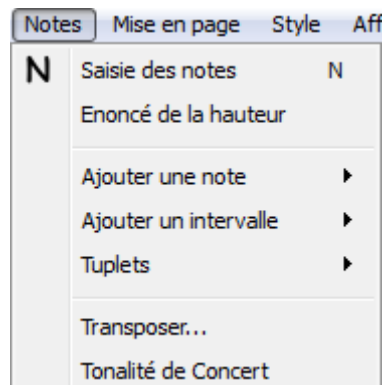 Notes Mise en page Style Aff
N Saisie des notes N
Enoncé de la hauteur
Ajouter une note
Ajouter un intervalle
Tuplets
Transposer...
Tonalité de Concert